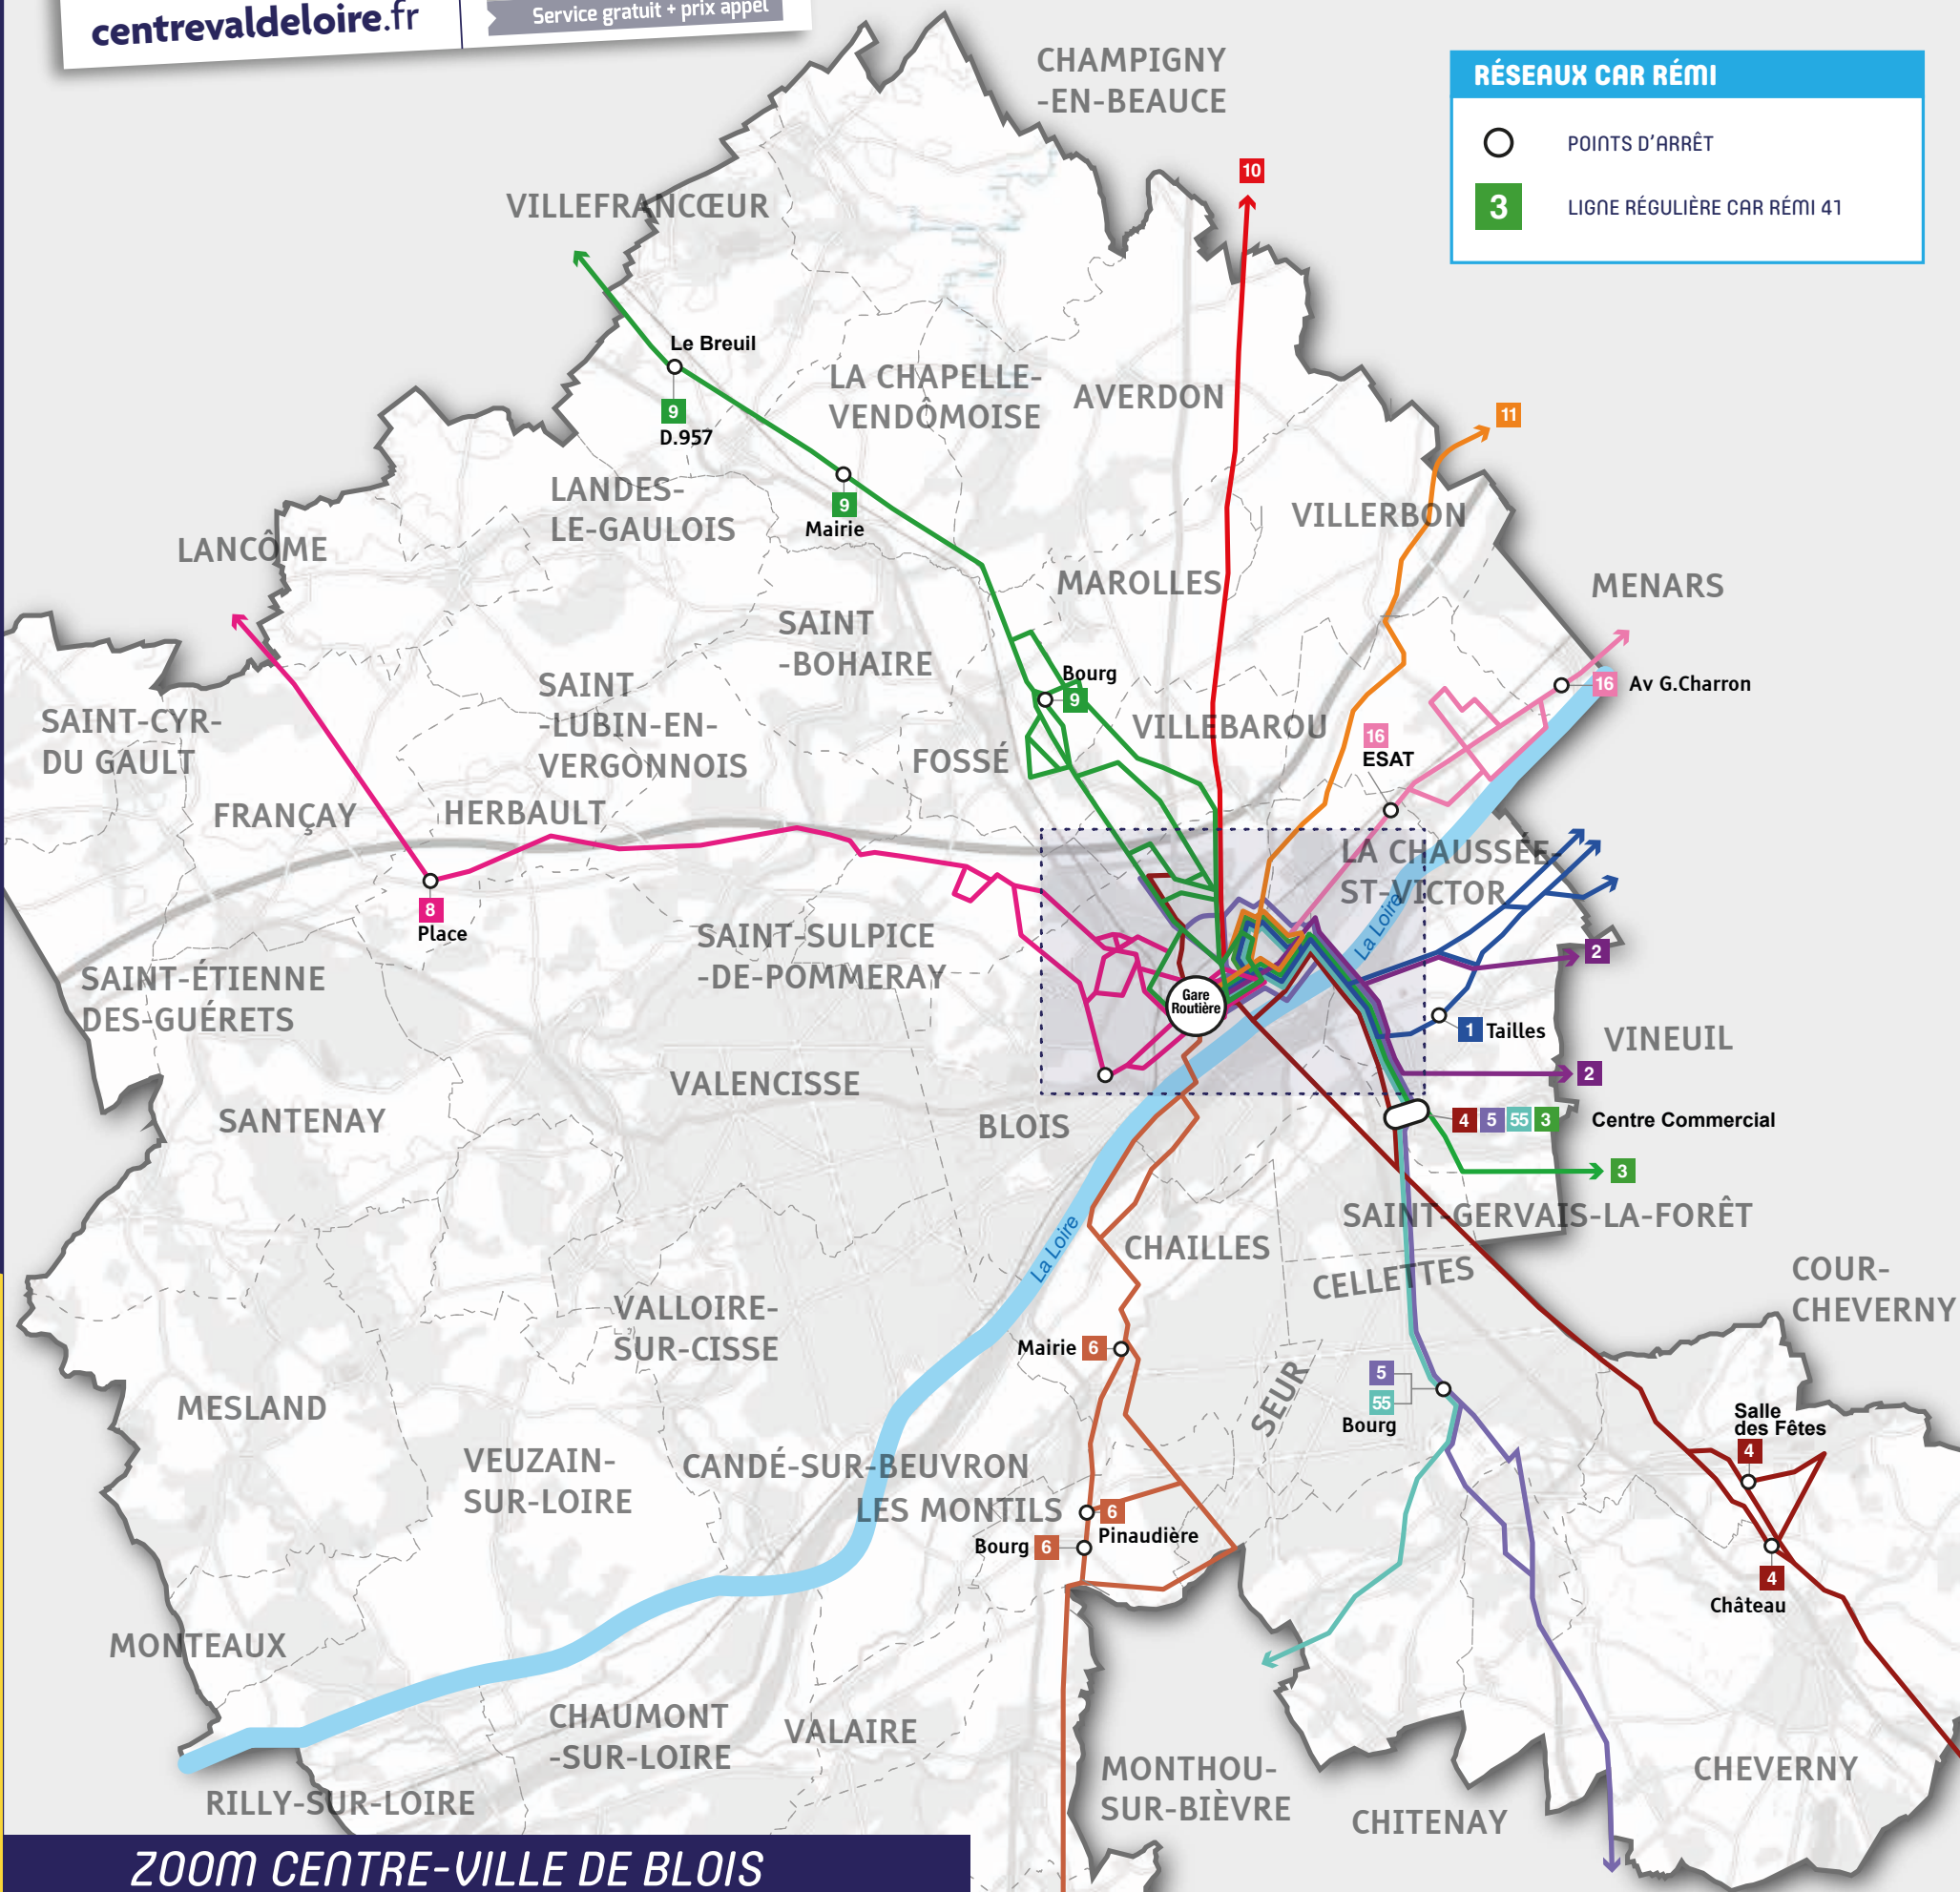 centrevaldeloire.fr
Service gratuit + prix appel
RÉSEAUX CAR RÉMI
POINTS D'ARRÊT
3
LIGNE RÉGULIÈRE CAR RÉMI 41
CHAMPIGNY
-EN-BEAUCE
10
VILLEFRANCŒUR
Le Breuil
9
D.957
LA CHAPELLE-
VENDÔMOISE
AVERDON
11
LANDES-
LE-GAULOIS
9
Mairie
VILLERBON
LANCÔME
MAROLLES
MENARS
SAINT
-BOHAIRE
Bourg
9
16
Av G.Charron
SAINT-CYR-
DU GAULT
SAINT
-LUBIN-EN-
VERGONNOIS
FOSSÉ
VILLEBAROU
16
ESAT
FRANÇAY
HERBAULT
LA CHAUSSÉE-
ST-VICTOR
8
Place
SAINT-SULPICE
-DE-POMMERAY
La Loire
2
SAINT-ÉTIENNE
DES-GUÉRETS
Gare
Routière
1
Tailles
VINEUIL
2
VALENCISSE
SANTENAY
BLOIS
4
5
55
3
Centre Commercial
3
SAINT-GERVAIS-LA-FORÊT
La Loire
CHAILLES
CELLETTES
COUR-
CHEVERNY
VALLOIRE-
SUR-CISSE
Mairie
6
5
55
Bourg
SEUR
MESLAND
Salle
des Fêtes
4
VEUZAIN-
SUR-LOIRE
CANDÉ-SUR-BEUVRON
LES MONTILS
6
Pinaudière
Bourg
6
4
Château
MONTEAUX
CHAUMONT
-SUR-LOIRE
VALAIRE
MONTHOU-
SUR-BIÈVRE
CHEVERNY
RILLY-SUR-LOIRE
CHITENAY
ZOOM CENTRE-VILLE DE BLOIS